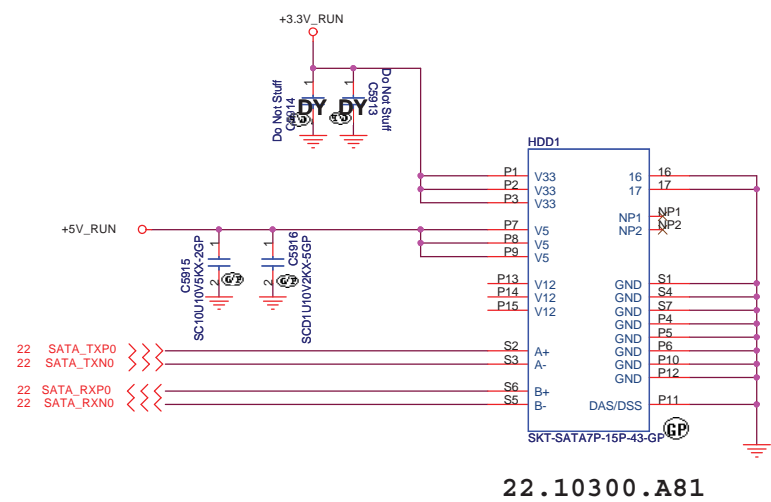 +3.3V_RUN
1
1
Do Not Stuff
C5914
DY
DY
Do Not Stuff
C5913
HDD1
P1 V33 16 16
P2 V33 17 17
P3 V33
NP1 NP1
+5V_RUN
P7 V5 NP2 NP2
P8 V5
P9 V5
1
2
C5915
SC10U10V5KX-2GP
GP
1
2
C5916
SCD1U10V2KX-5GP
GP
P13 V12 GND S1
P14 V12 GND S4
P15 V12 GND S7
GND P4
GND P5
22 SATA_TXP0 S2 A+ GND P6
22 SATA_TXN0 S3 A- GND P10
GND P12
22 SATA_RXP0 S6 B+
22 SATA_RXN0 S5 B- DAS/DSS P11
SKT-SATA7P-15P-43-GP
GP
22.10300.A81